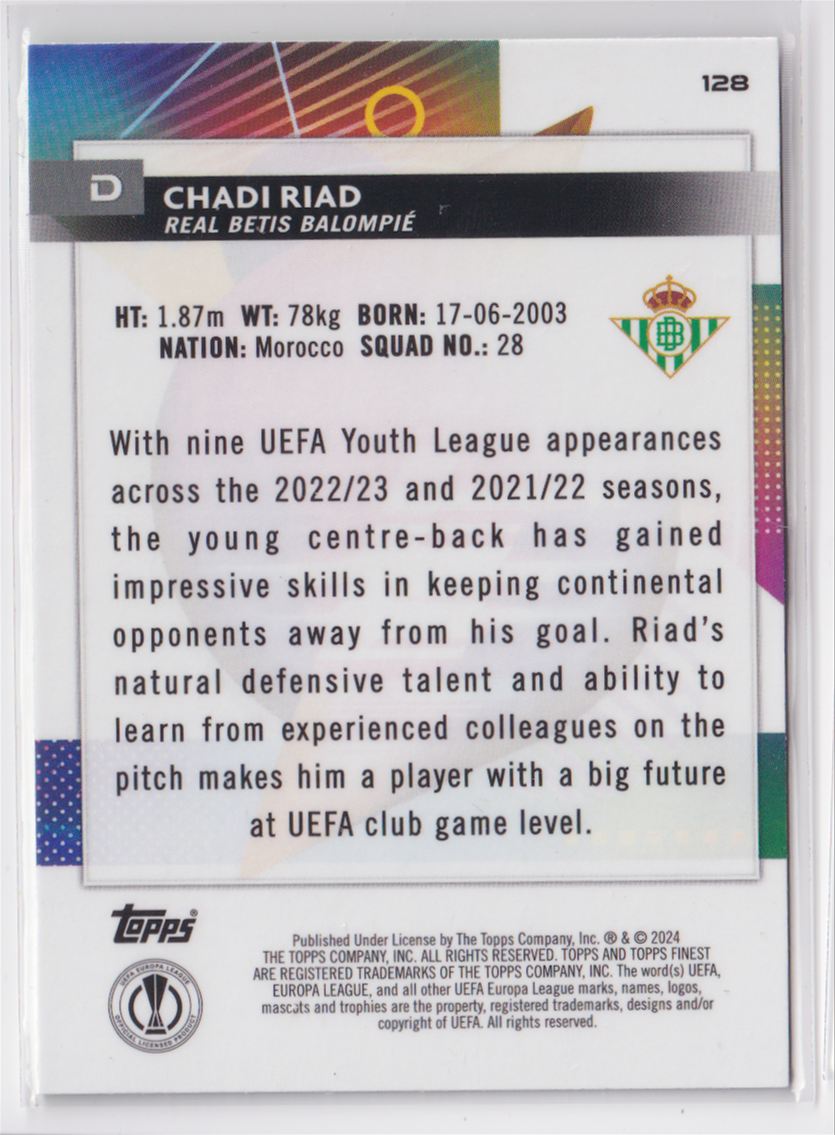 128
D
CHADI RIAD
REAL BETIS BALOMPIÉ
HT: 1.87m WT: 78kg BORN: 17-06-2003
NATION: Morocco SQUAD NO.: 28
With nine UEFA Youth League appearances
across the 2022/23 and 2021/22 seasons,
the young centre-back has gained
impressive skills in keeping continental
opponents away from his goal. Riad's
natural defensive talent and ability to
learn from experienced colleagues on the
pitch makes him a player with a big future
at UEFA club game level.
topps®
UEFA EUROPA LEAGUE
OFFICIAL LICENSED PRODUCT
Published Under License by The Topps Company, Inc. ® & © 2024
THE TOPPS COMPANY, INC. ALL RIGHTS RESERVED. TOPPS AND TOPPS FINEST
ARE REGISTERED TRADEMARKS OF THE TOPPS COMPANY, INC. The word(s) UEFA,
EUROPA LEAGUE, and all other UEFA Europa League marks, names, logos,
mascots and trophies are the property, registered trademarks, designs and/or
copyright of UEFA. All rights reserved.